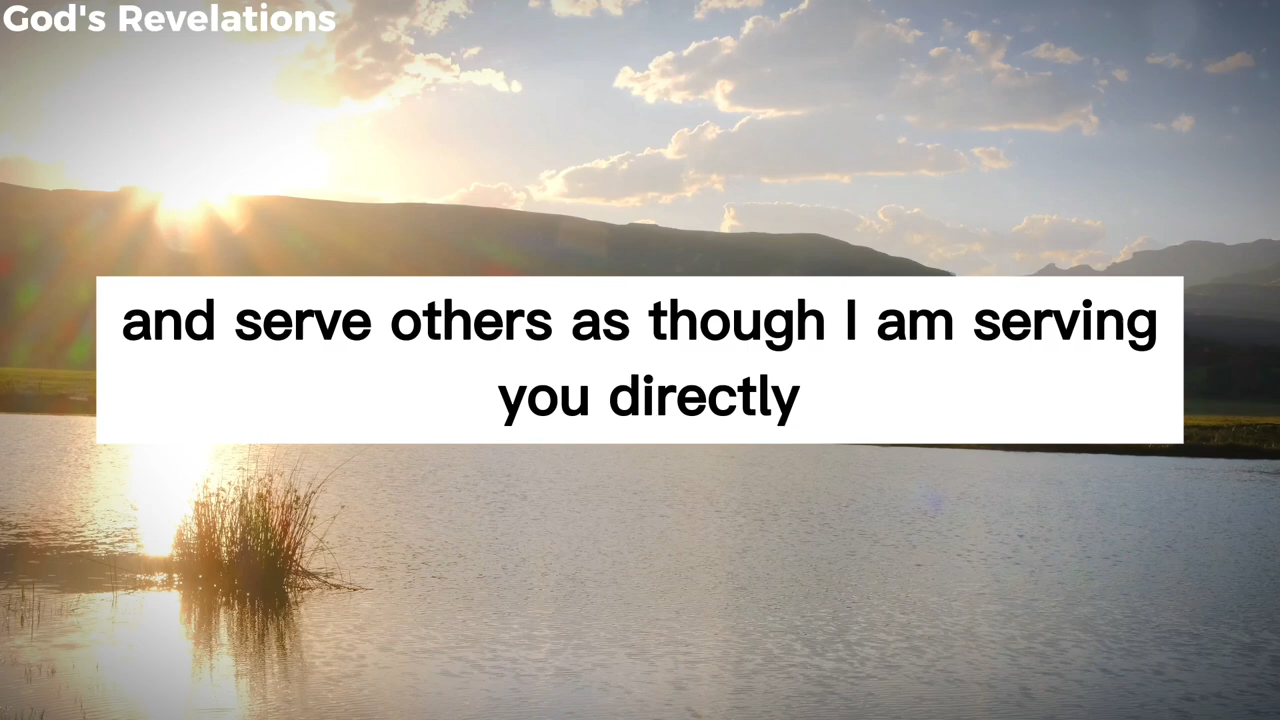 God's Revelations
and serve others as though I am serving
you directly